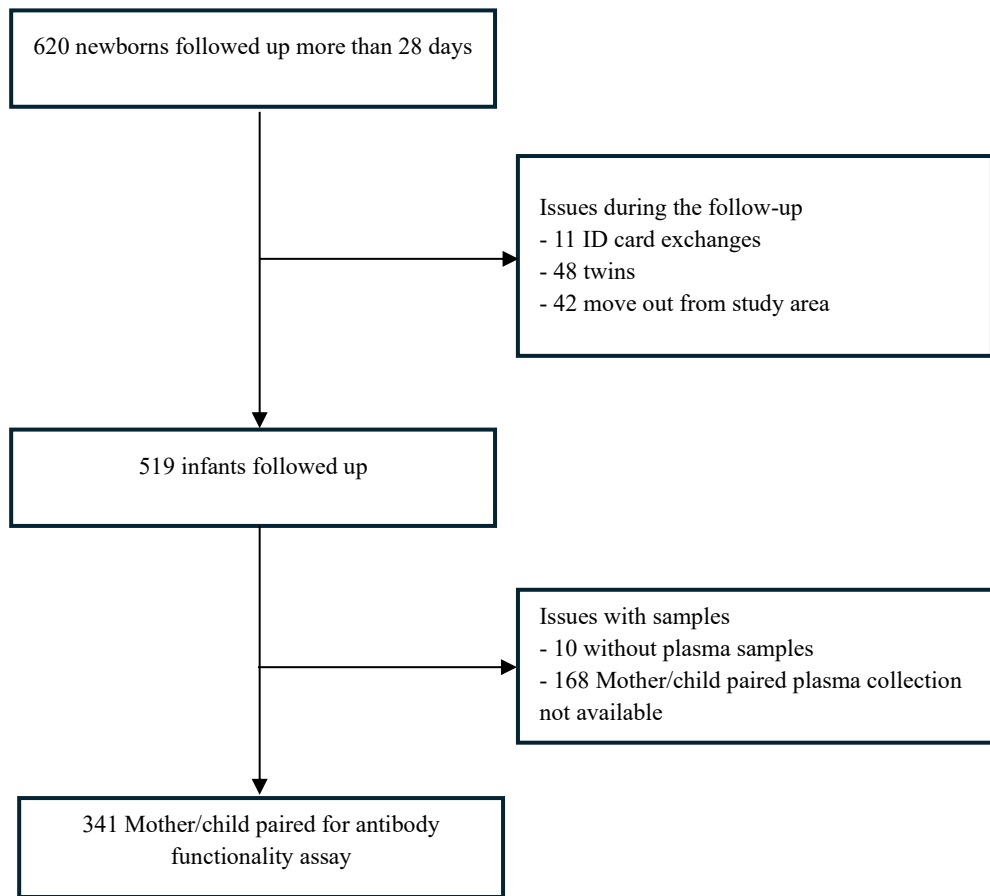 620 newborns followed up more than 28 days
Issues during the follow-up
- 11 ID card exchanges
- 48 twins
- 42 move out from study area
519 infants followed up
Issues with samples
- 10 without plasma samples
- 168 Mother/child paired plasma collection
not available
341 Mother/child paired for antibody
functionality assay